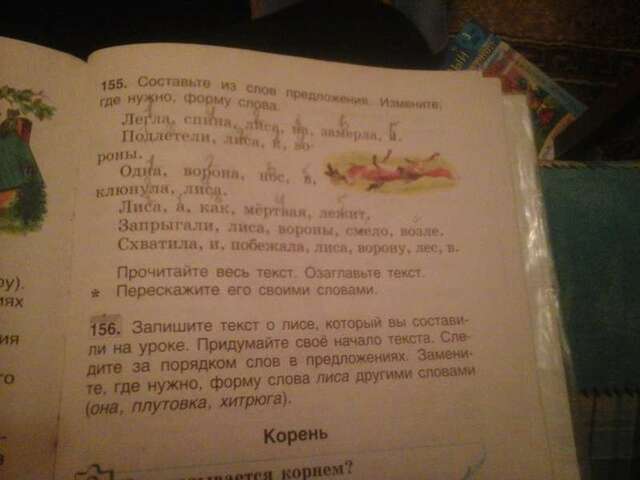 155. Составьте из слов предложения. Измените,
где нужно, форму слова.
Легла, спина, лиса, на, замерла, и.
Подлетели, лиса, к, во-
роны.
Одна, ворона, нос, в,
клюнула, лиса.
Лиса, а, как, мёртвая, лежит.
Запрыгали, лиса, вороны, смело, возле.
Схватила, и, побежала, лиса, ворону, лес, в.
Прочитайте весь текст. Озаглавьте текст.
* Перескажите его своими словами.
156. Запишите текст о лисе, который вы состави-
ли на уроке. Придумайте своё начало текста. Сле-
дите за порядком слов в предложениях. Замени-
те, где нужно, форму слова лиса другими словами
(она, плутовка, хитрюга).
Корень
корнем?